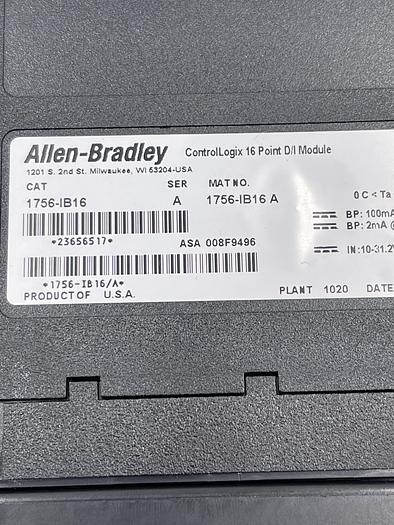 Allen-Bradley ControlLogix 16 Point D/I Module
1201 S. 2nd St. Milwaukee, WI 53204-USA
CAT SER MAT NO.
1756-IB16 A 1756-IB16 A 0 C < Ta
BP: 100mA
BP: 2mA @
*23656517* ASA 008F9496
IN:10-31.2V
*1756-IB16/A*
PRODUCT OF U.S.A. PLANT 1020 DATE